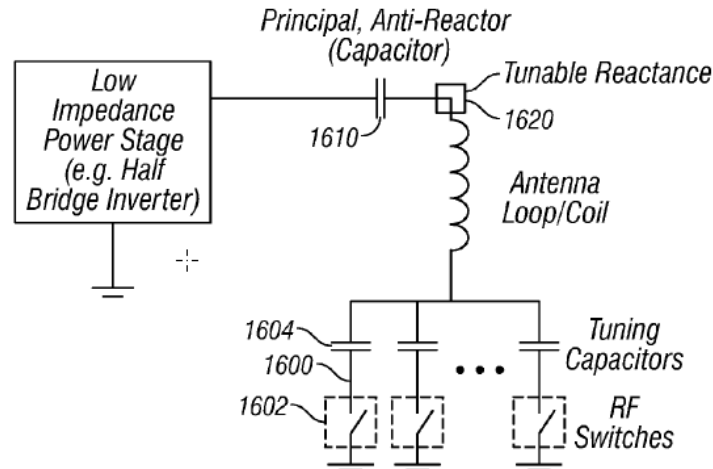 Principal, Anti-Reactor
(Capacitor)
Low
Impedance
Power Stage
(e.g. Half
Bridge Inverter)
Tunable Reactance
1610
1620
Antenna
Loop/Coil
1604
1600
1602
Tuning
Capacitors
RF
Switches